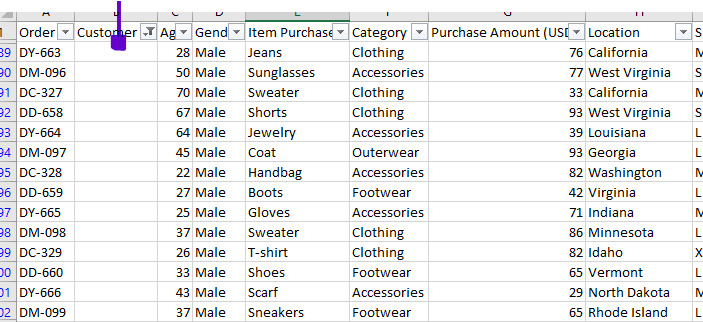 A C D E F G H
Order Customer Ag Gend Item Purchase Category Purchase Amount (USD Location S
89 DY-663 28 Male Jeans Clothing 76 California M
90 DM-096 50 Male Sunglasses Accessories 77 West Virginia S
91 DC-327 70 Male Sweater Clothing 33 California M
92 DD-658 67 Male Shorts Clothing 93 West Virginia S
93 DY-664 64 Male Jewelry Accessories 39 Louisiana L
94 DM-097 45 Male Coat Outerwear 93 Georgia L
95 DC-328 22 Male Handbag Accessories 82 Washington M
96 DD-659 27 Male Boots Footwear 42 Virginia L
97 DY-665 25 Male Gloves Accessories 71 Indiana M
98 DM-098 37 Male Sweater Clothing 86 Minnesota L
99 DC-329 26 Male T-shirt Clothing 82 Idaho X
00 DD-660 33 Male Shoes Footwear 65 Vermont L
01 DY-666 43 Male Scarf Accessories 29 North Dakota M
02 DM-099 37 Male Sneakers Footwear 65 Rhode Island L